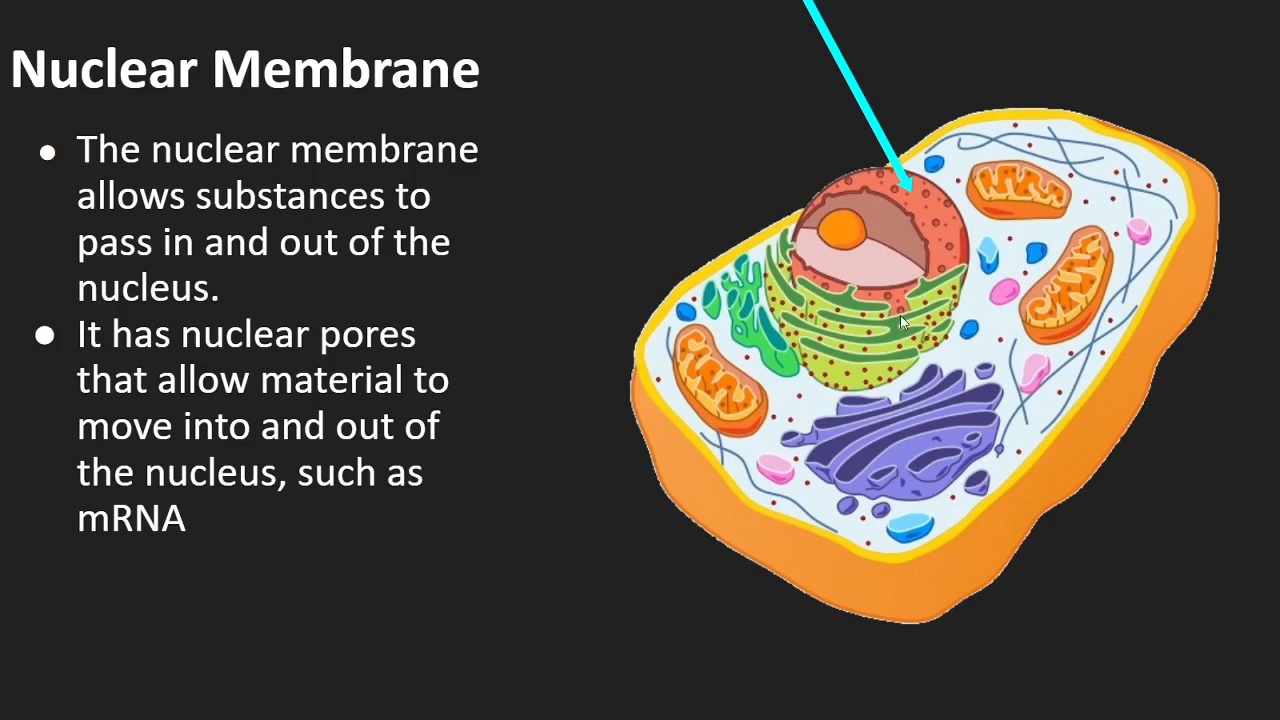 Nuclear Membrane
● The nuclear membrane
allows substances to
pass in and out of the
nucleus.
● It has nuclear pores
that allow material to
move into and out of
the nucleus, such as
mRNA